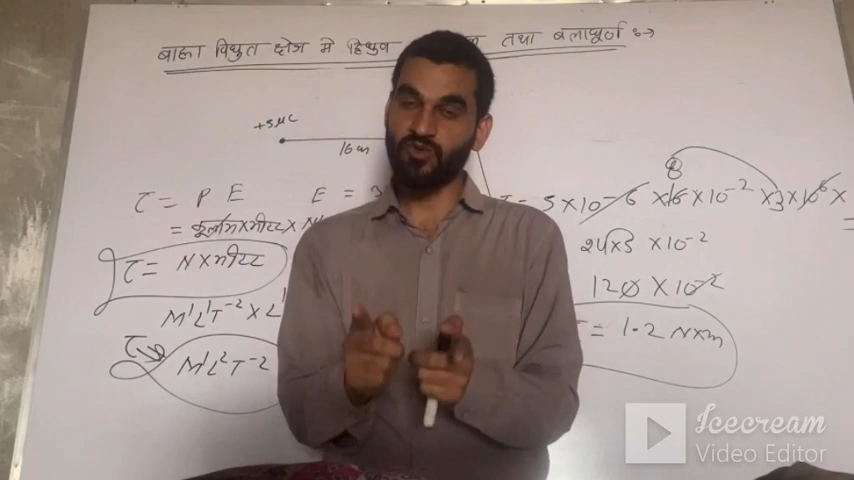 बाह्य विद्युत क्षेत्र मे द्विध्रुव तथा बलाघूर्ण :→
+5μC
16cm
τ = P E
E = 3
= कूलॉम×मीटर×N
τ = N×मीटर
M¹L¹T⁻² × L¹
τ ⇒ M¹L²T⁻²
8
= 5×10⁻⁶ ×16×10⁻² ×3×10⁶ ×
=
24×5 ×10⁻²
120 ×10⁻²
= 1.2 N×m
Icecream
Video Editor